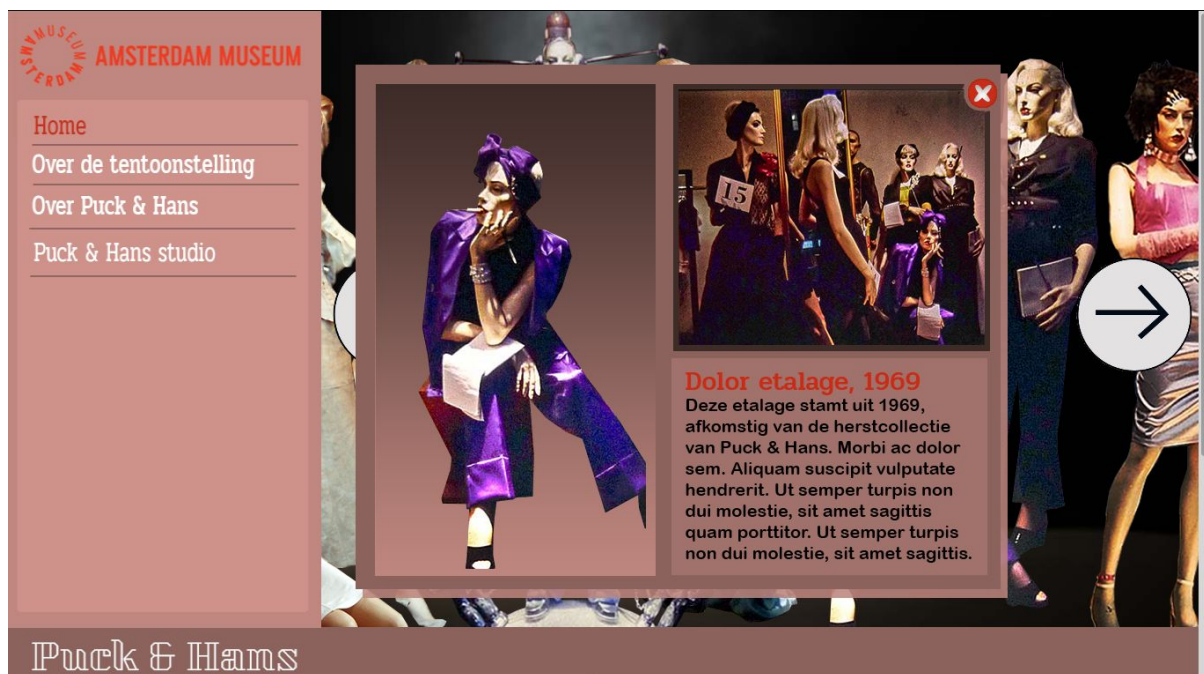 AMSTERDAM MUSEUM
AMSTERDAM MUSEUM
Home
Over de tentoonstelling
Over Puck & Hans
Puck & Hans studio
15
Dolor etalage, 1969
Deze etalage stamt uit 1969,
afkomstig van de herstcollectie
van Puck & Hans. Morbi ac dolor
sem. Aliquam suscipit vulputate
hendrerit. Ut semper turpis non
dui molestie, sit amet sagittis
quam porttitor. Ut semper turpis
non dui molestie, sit amet sagittis.
Puck & Hans